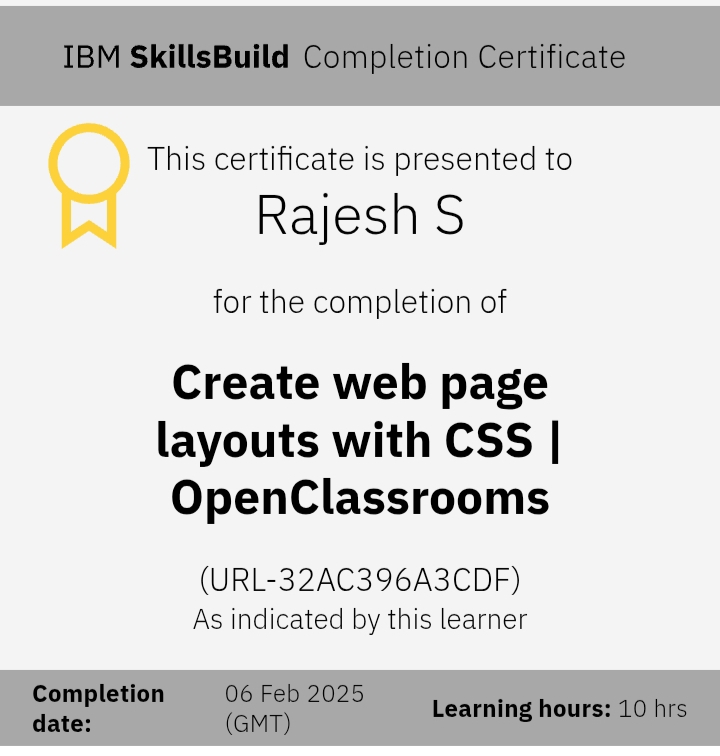 IBM SkillsBuild Completion Certificate
This certificate is presented to
Rajesh S
for the completion of
Create web page
layouts with CSS |
OpenClassrooms
(URL-32AC396A3CDF)
As indicated by this learner
Completion
date:
06 Feb 2025
(GMT)
Learning hours: 10 hrs